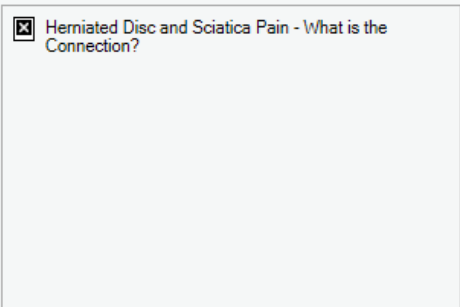 Herniated Disc and Sciatica Pain - What is the
Connection?